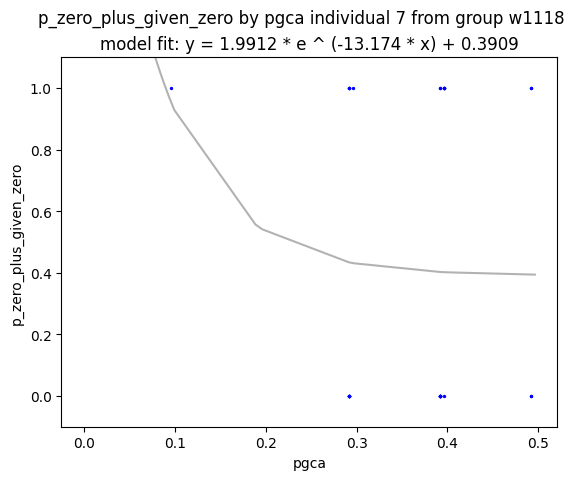 p_zero_plus_given_zero by pgca individual 7 from group w1118
model fit: y = 1.9912 * e ^ (-13.174 * x) + 0.3909
1.0
0.8
0.6
0.4
0.2
0.0
p_zero_plus_given_zero
0.0 0.1 0.2 0.3 0.4 0.5
pgca